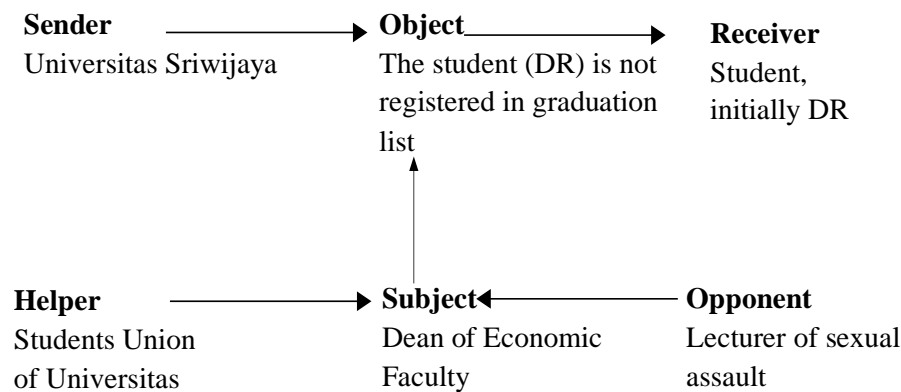 Sender
Universitas Sriwijaya
Object
The student (DR) is not
registered in graduation
list
Receiver
Student,
initially DR
Helper
Students Union
of Universitas
Subject
Dean of Economic
Faculty
Opponent
Lecturer of sexual
assault